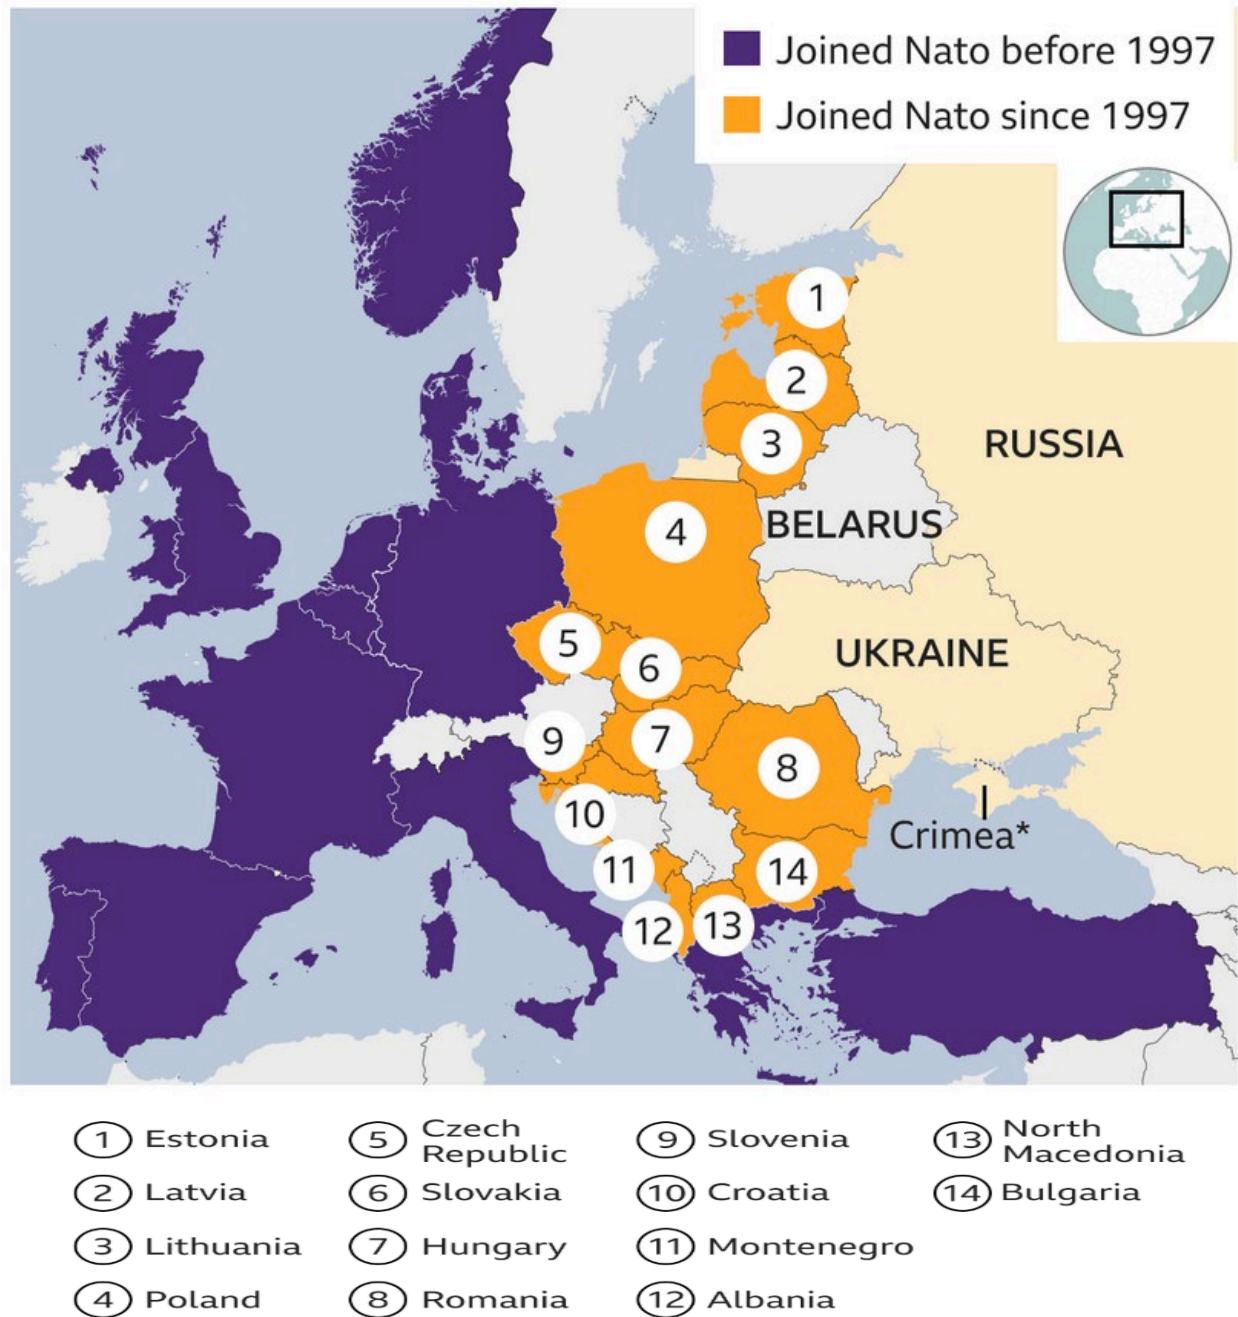 Joined Nato before 1997
Joined Nato since 1997
1
2
RUSSIA
3
BELARUS
4
5
UKRAINE
6
9
7
8
10
Crimea*
11
14
12
13
1 Estonia
2 Latvia
3 Lithuania
4 Poland
5 Czech
Republic
6 Slovakia
7 Hungary
8 Romania
9 Slovenia
10 Croatia
11 Montenegro
12 Albania
13 North
Macedonia
14 Bulgaria